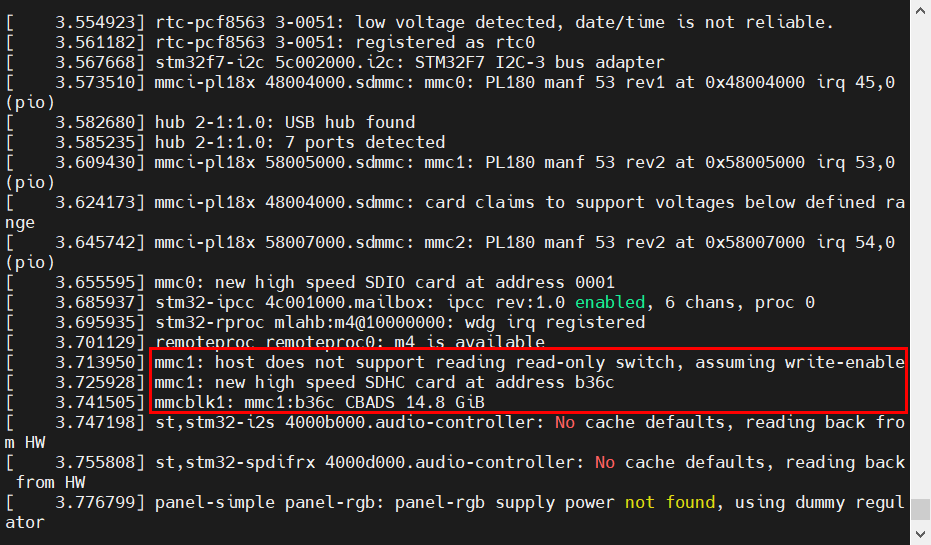 [    3.554923] rtc-pcf8563 3-0051: low voltage detected, date/time is not reliable.
[    3.561182] rtc-pcf8563 3-0051: registered as rtc0
[    3.567668] stm32f7-i2c 5c002000.i2c: STM32F7 I2C-3 bus adapter
[    3.573510] mmci-pl18x 48004000.sdmmc: mmc0: PL180 manf 53 rev1 at 0x48004000 irq 45,0
(pio)
[    3.582680] hub 2-1:1.0: USB hub found
[    3.585235] hub 2-1:1.0: 7 ports detected
[    3.609430] mmci-pl18x 58005000.sdmmc: mmc1: PL180 manf 53 rev2 at 0x58005000 irq 53,0
(pio)
[    3.624173] mmci-pl18x 48004000.sdmmc: card claims to support voltages below defined ra
nge
[    3.645742] mmci-pl18x 58007000.sdmmc: mmc2: PL180 manf 53 rev2 at 0x58007000 irq 54,0
(pio)
[    3.655595] mmc0: new high speed SDIO card at address 0001
[    3.685937] stm32-ipcc 4c001000.mailbox: ipcc rev:1.0 enabled, 6 chans, proc 0
[    3.695935] stm32-rproc mlahb:m4@10000000: wdg irq registered
[    3.701129] remoteproc remoteproc0: m4 is available
[    3.713950] mmc1: host does not support reading read-only switch, assuming write-enable
[    3.725928] mmc1: new high speed SDHC card at address b36c
[    3.741505] mmcblk1: mmc1:b36c CBADS 14.8 GiB
[    3.747198] st,stm32-i2s 4000b000.audio-controller: No cache defaults, reading back fro
m HW
[    3.755808] st,stm32-spdifrx 4000d000.audio-controller: No cache defaults, reading back
 from HW
[    3.776799] panel-simple panel-rgb: panel-rgb supply power not found, using dummy regul
ator